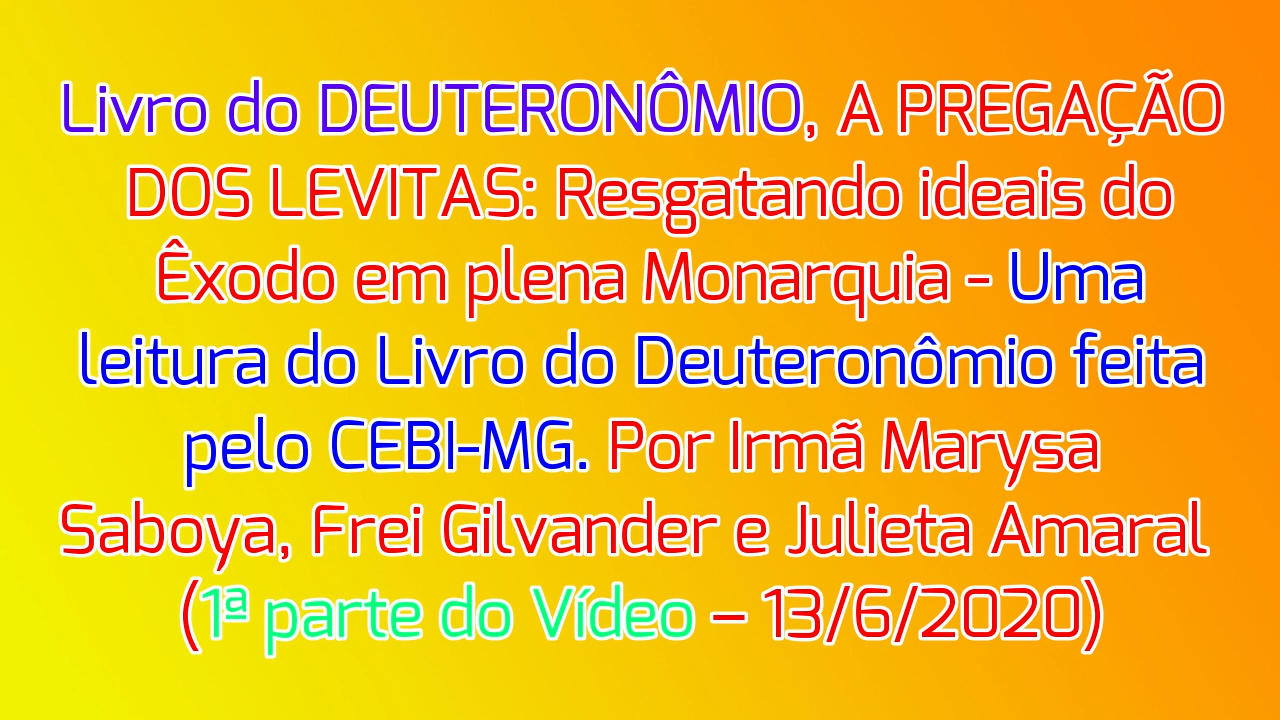 Livro do DEUTERONÔMIO, A PREGAÇÃO
DOS LEVITAS: Resgatando ideais do
Êxodo em plena Monarquia - Uma
leitura do Livro do Deuteronômio feita
pelo CEBI-MG. Por Irmã Marysa
Saboya, Frei Gilvander e Julieta Amaral
(1ª parte do Vídeo – 13/6/2020)